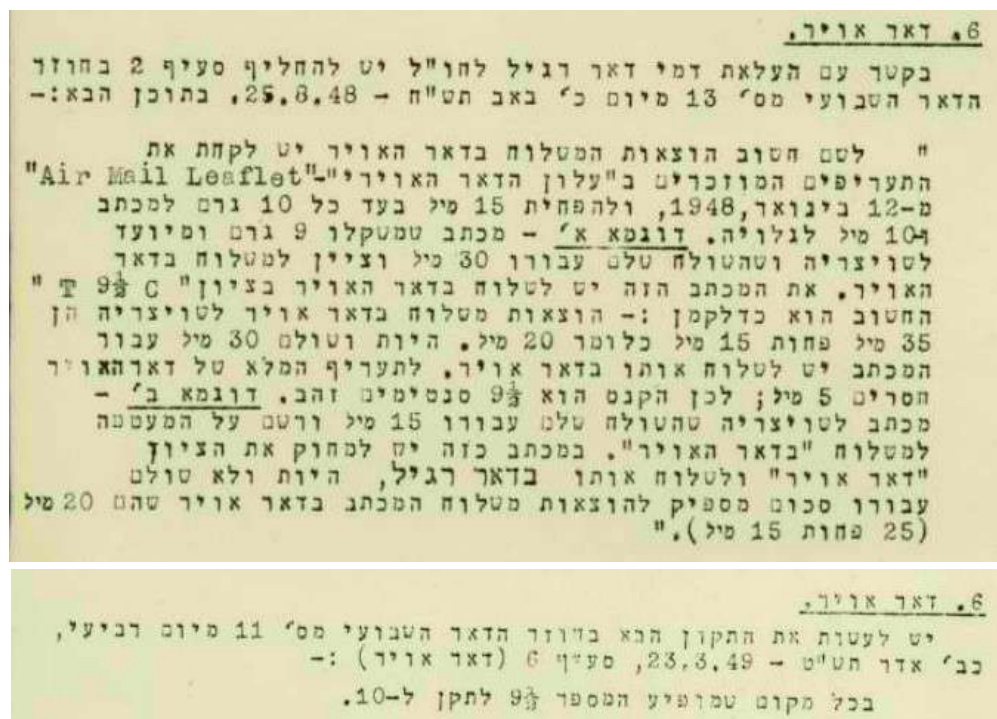 6. דאר אויר.
בקשר עם העלאת דמי דאר רגיל לחו"ל יש להחליף סעיף 2 בחוזר
הדאר השבועי מס' 13 מיום כ' באב תש"ח - 25.8.48, בתוכן הבא:-
" לשם חשוב הוצאות המשלוח בדאר האויר יש לקחת את
התעריפים המוזכרים ב"עלון הדאר האוירי"-"Air Mail Leaflet"
מ-12 בינואר,1948, ולהפחית 15 מיל בעד כל 10 גרם למכתב
ו-10 מיל לגלויה. דוגמא א' - מכתב שמשקלו 9 גרם ומיועד
לשויצריה ושהשולח שלם עבורו 30 מיל וציין למשלוח בדאר
האויר. את המכתב הזה יש לשלוח בדאר האויר בציון" T 9½ C "
החשוב הוא כדלקמן :- הוצאות משלוח בדאר אויר לשויצריה הן
35 מיל פחות 15 מיל כלומר 20 מיל. היות ושולם 30 מיל עבור
המכתב יש לשלוח אותו בדאר אויר. לתעריף המלא של דארהאויר
חסרים 5 מיל; לכן הקנס הוא 9½ סנטימים זהב. דוגמא ב' -
מכתב לשויצריה שהשולח שלם עבורו 15 מיל ורשם על המעטפה
למשלוח "בדאר האויר". במכתב כזה יש למחוק את הציון
"דאר אויר" ולשלוח אותו בדאר רגיל, היות ולא שולם
עבורו סכום מספיק להוצאות משלוח המכתב בדאר אויר שהם 20 מיל
(25 פחות 15 מיל)."
6. דאר אויר.
יש לעשות את התקון הבא בחוזר הדאר השבועי מס' 11 מיום רביעי,
כב' אדר תש"ט - 23.3.49, סעיף 6 (דאר אויר) :-
בכל מקום שמופיע המספר 9½ לתקן ל-10.